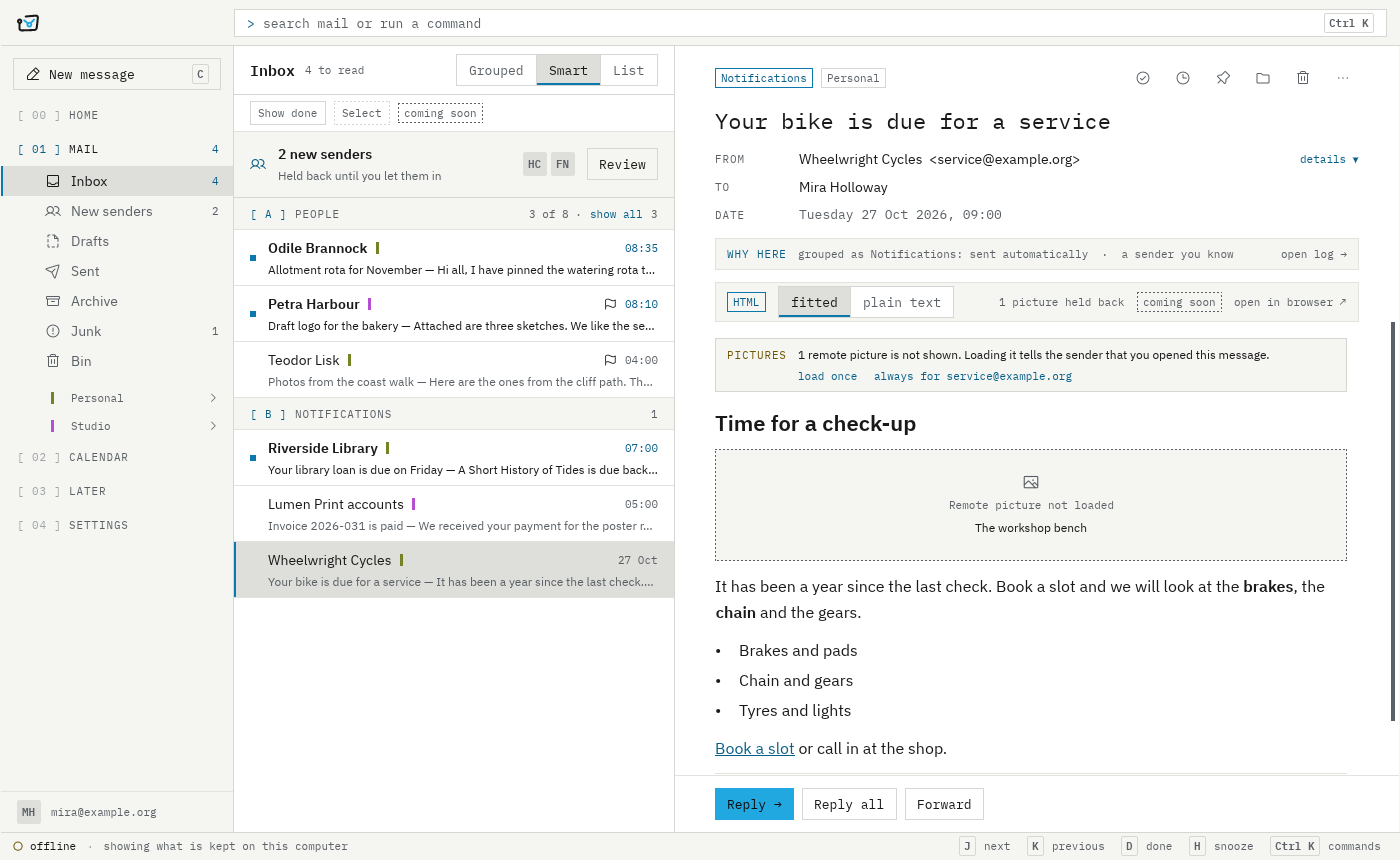 > search mail or run a command
Ctrl K
New message
C
[ 00 ] HOME
[ 01 ] MAIL 4
Inbox 4
New senders 2
Drafts
Sent
Archive
Junk 1
Bin
Personal
Studio
[ 02 ] CALENDAR
[ 03 ] LATER
[ 04 ] SETTINGS
MH mira@example.org
Inbox 4 to read
Grouped Smart List
Show done Select coming soon
2 new senders
Held back until you let them in
HC FN Review
[ A ] PEOPLE 3 of 8 · show all 3
Odile Brannock 08:35
Allotment rota for November — Hi all, I have pinned the watering rota t…
Petra Harbour 08:10
Draft logo for the bakery — Attached are three sketches. We like the se…
Teodor Lisk 04:00
Photos from the coast walk — Here are the ones from the cliff path. Th…
[ B ] NOTIFICATIONS 1
Riverside Library 07:00
Your library loan is due on Friday — A Short History of Tides is due back…
Lumen Print accounts 05:00
Invoice 2026-031 is paid — We received your payment for the poster r…
Wheelwright Cycles 27 Oct
Your bike is due for a service — It has been a year since the last check.…
Notifications Personal
Your bike is due for a service
FROM Wheelwright Cycles <service@example.org> details ▾
TO Mira Holloway
DATE Tuesday 27 Oct 2026, 09:00
WHY HERE grouped as Notifications: sent automatically · a sender you know open log →
HTML fitted plain text 1 picture held back coming soon open in browser ↗
PICTURES 1 remote picture is not shown. Loading it tells the sender that you opened this message.
load once always for service@example.org
Time for a check-up
Remote picture not loaded
The workshop bench
It has been a year since the last check. Book a slot and we will look at the brakes, the
chain and the gears.
• Brakes and pads
• Chain and gears
• Tyres and lights
Book a slot or call in at the shop.
Reply → Reply all Forward
offline · showing what is kept on this computer
J next K previous D done H snooze Ctrl K commands